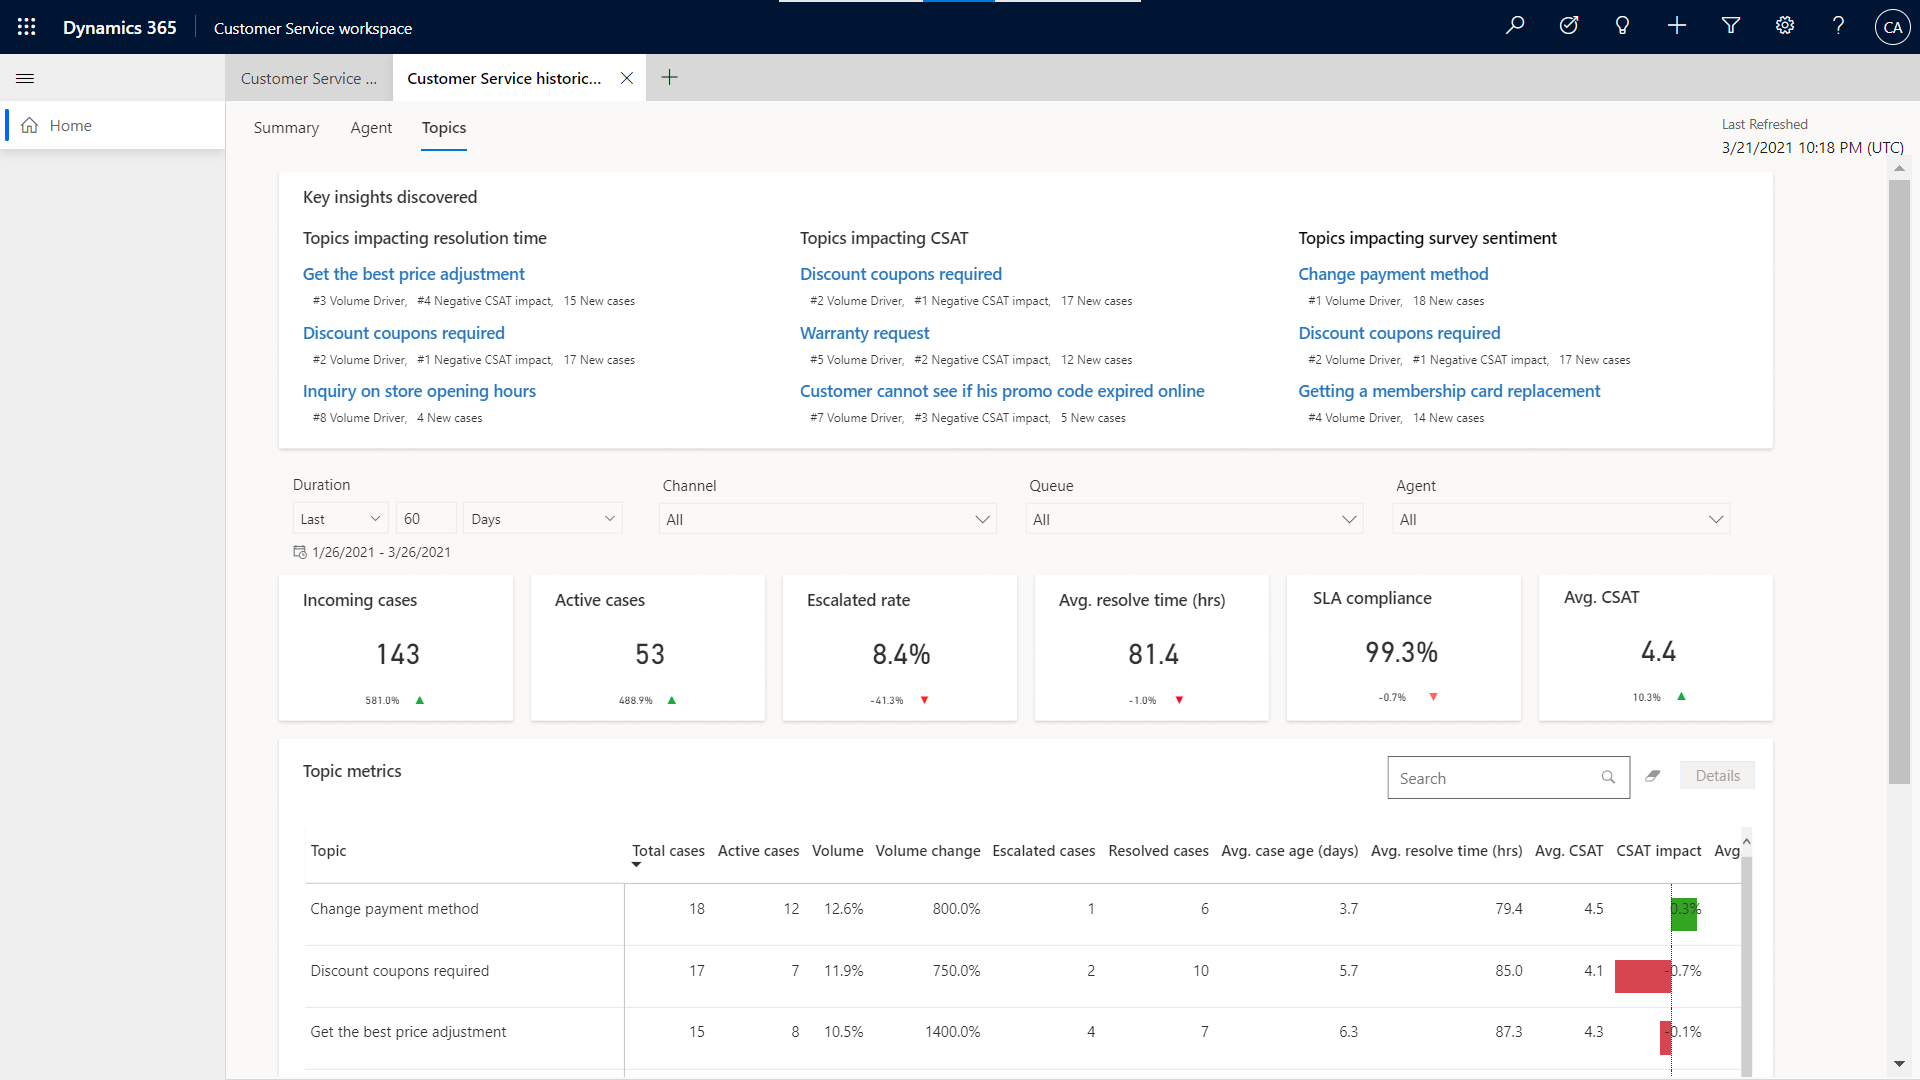 Dynamics 365 Customer Service workspace CA
Customer Service ... Customer Service historic...
Home
Summary Agent Topics
Last Refreshed
3/21/2021 10:18 PM (UTC)
Key insights discovered
Topics impacting resolution time
Get the best price adjustment
#3 Volume Driver, #4 Negative CSAT impact, 15 New cases
Discount coupons required
#2 Volume Driver, #1 Negative CSAT impact, 17 New cases
Inquiry on store opening hours
#8 Volume Driver, 4 New cases
Topics impacting CSAT
Discount coupons required
#2 Volume Driver, #1 Negative CSAT impact, 17 New cases
Warranty request
#5 Volume Driver, #2 Negative CSAT impact, 12 New cases
Customer cannot see if his promo code expired online
#7 Volume Driver, #3 Negative CSAT impact, 5 New cases
Topics impacting survey sentiment
Change payment method
#1 Volume Driver, 18 New cases
Discount coupons required
#2 Volume Driver, #1 Negative CSAT impact, 17 New cases
Getting a membership card replacement
#4 Volume Driver, 14 New cases
Duration Channel Queue Agent
Last 60 Days All All All
1/26/2021 - 3/26/2021
Incoming cases
143
581.0%
Active cases
53
488.9%
Escalated rate
8.4%
-41.3%
Avg. resolve time (hrs)
81.4
-1.0%
SLA compliance
99.3%
-0.7%
Avg. CSAT
4.4
10.3%
Topic metrics Search Details
Topic Total cases Active cases Volume Volume change Escalated cases Resolved cases Avg. case age (days) Avg. resolve time (hrs) Avg. CSAT CSAT impact Avg
Change payment method 18 12 12.6% 800.0% 1 6 3.7 79.4 4.5 0.3%
Discount coupons required 17 7 11.9% 750.0% 2 10 5.7 85.0 4.1 -0.7%
Get the best price adjustment 15 8 10.5% 1400.0% 4 7 6.3 87.3 4.3 -0.1%